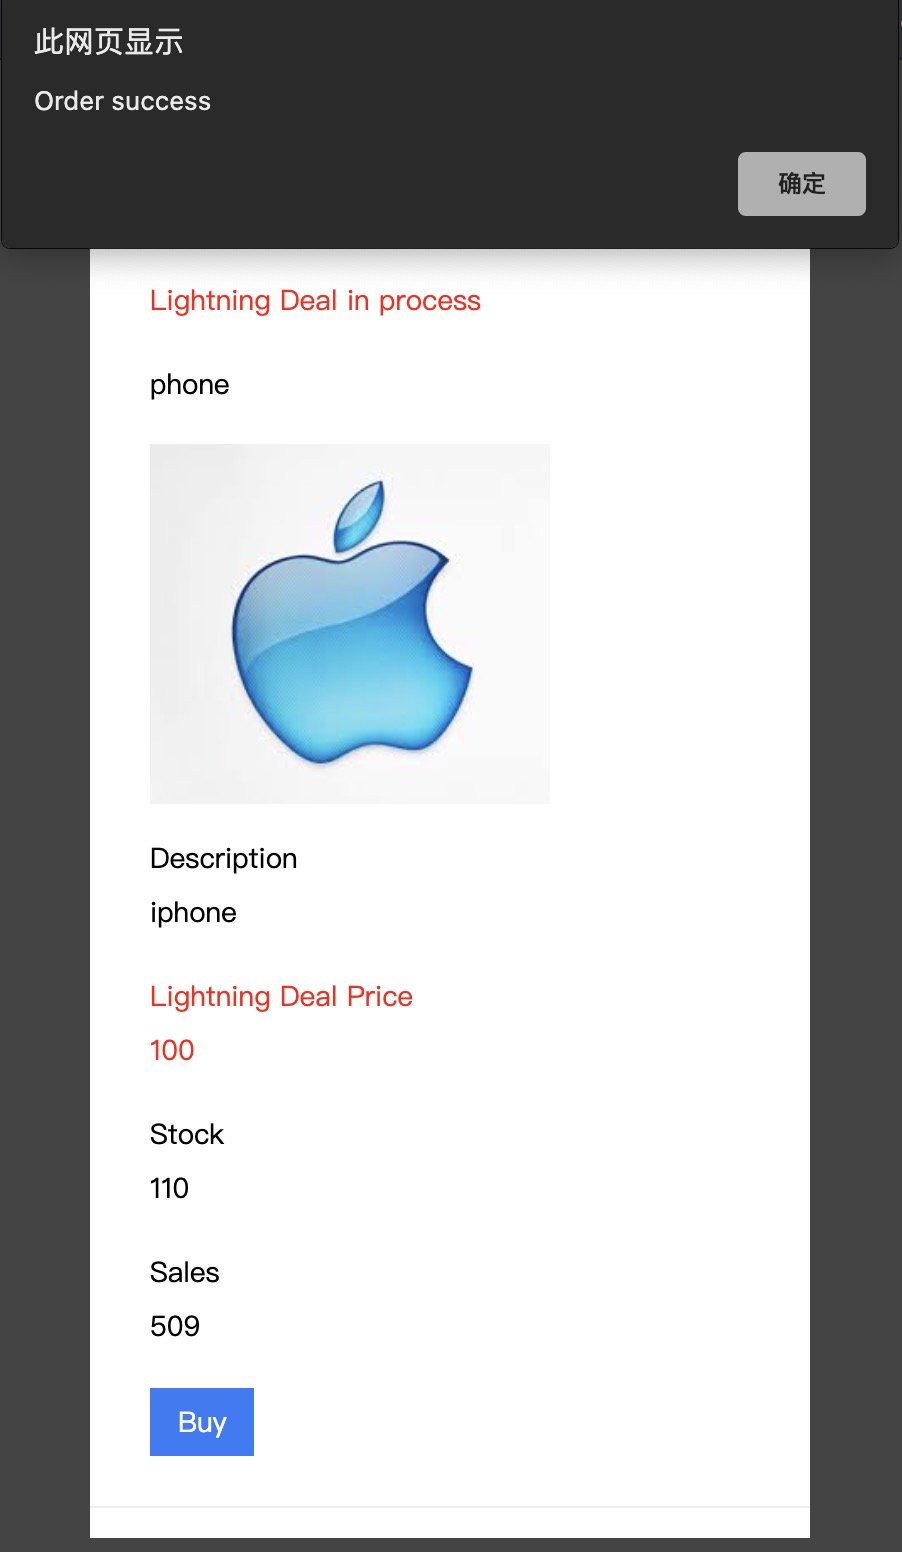 此网页显示
Order success
确定
Lightning Deal in process
phone
Description
iphone
Lightning Deal Price
100
Stock
110
Sales
509
Buy